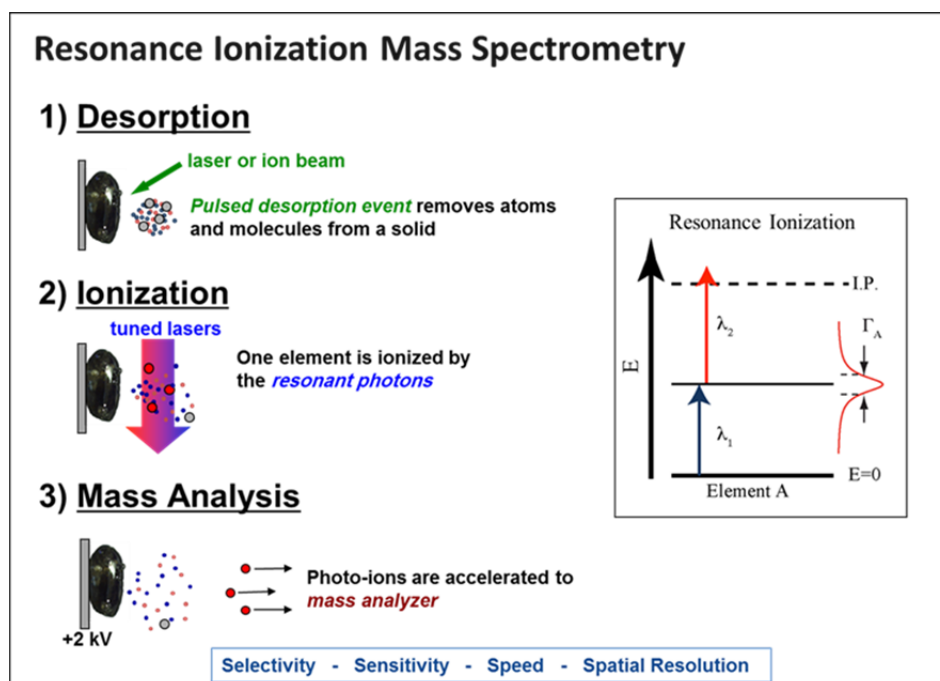 Resonance Ionization Mass Spectrometry
1) Desorption
laser or ion beam
Pulsed desorption event removes atoms
and molecules from a solid
2) Ionization
tuned lasers
One element is ionized by
the resonant photons
3) Mass Analysis
Photo-ions are accelerated to
mass analyzer
+2 kV
Resonance Ionization
I.P.
λ2
ΓA
E
λ1
E=0
Element A
Selectivity - Sensitivity - Speed - Spatial Resolution